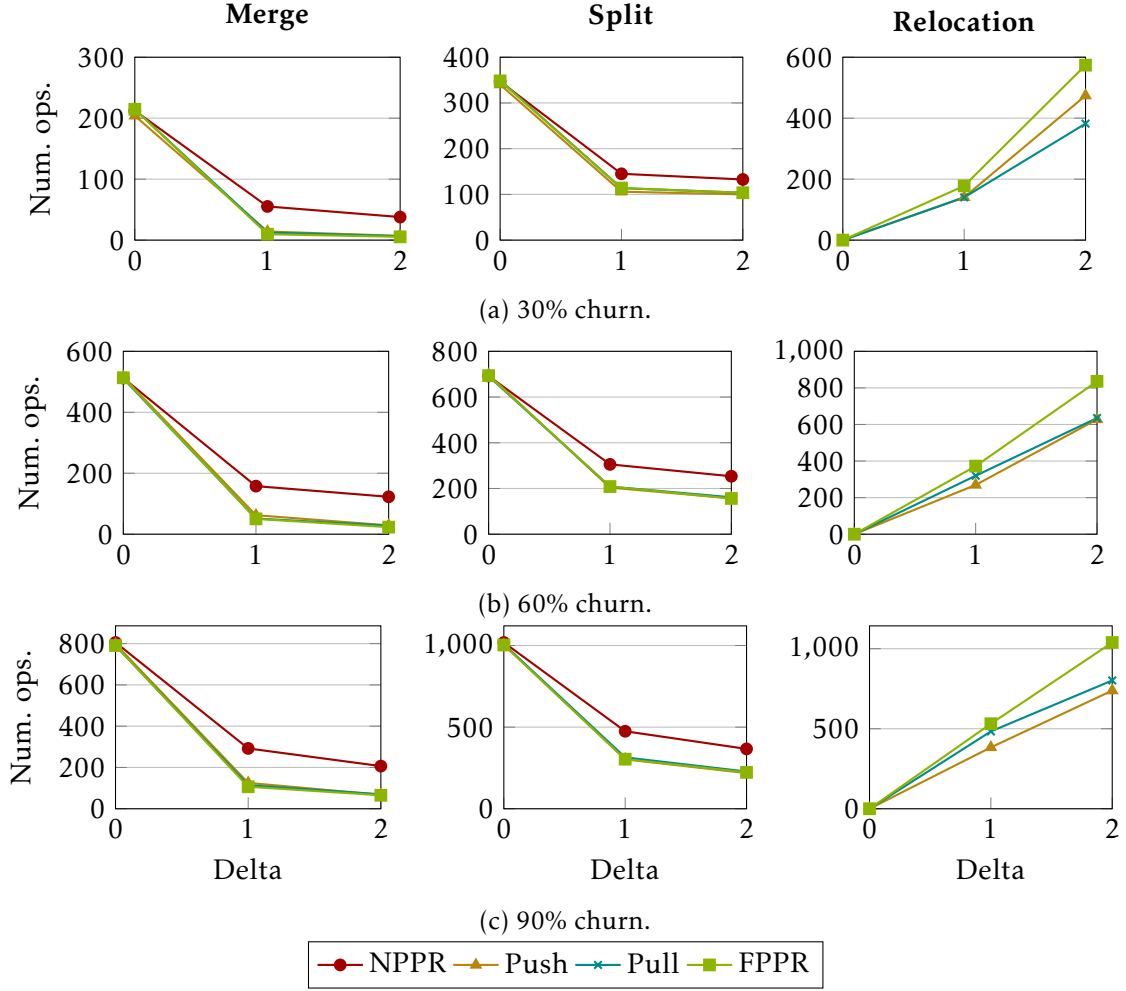 Merge Split Relocation
Num. ops.
300
200
100
0
0 1 2
400
300
200
100
0
0 1 2
600
400
200
0
0 1 2
(a) 30% churn.
Num. ops.
600
400
200
0
0 1 2
800
600
400
200
0
0 1 2
1,000
800
600
400
200
0
0 1 2
(b) 60% churn.
Num. ops.
800
600
400
200
0
0 1 2
Delta
1,000
500
0
0 1 2
Delta
1,000
500
0
0 1 2
Delta
(c) 90% churn.
NPPR Push Pull FPPR